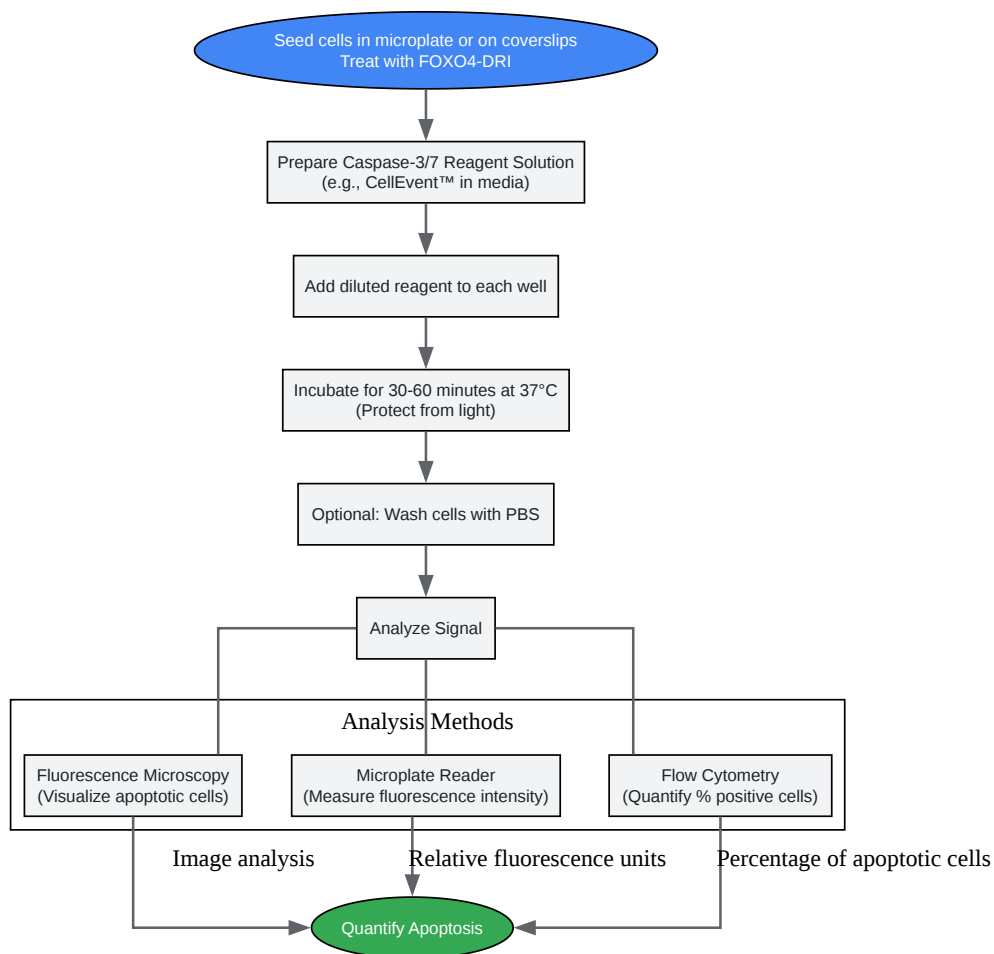 Seed cells in microplate or on coverslips
Treat with FOXO4-DRI
Prepare Caspase-3/7 Reagent Solution
(e.g., CellEvent™ in media)
Add diluted reagent to each well
Incubate for 30-60 minutes at 37°C
(Protect from light)
Optional: Wash cells with PBS
Analyze Signal
Analysis Methods
Fluorescence Microscopy
(Visualize apoptotic cells)
Microplate Reader
(Measure fluorescence intensity)
Flow Cytometry
(Quantify % positive cells)
Image analysis
Relative fluorescence units
Percentage of apoptotic cells
Quantify Apoptosis